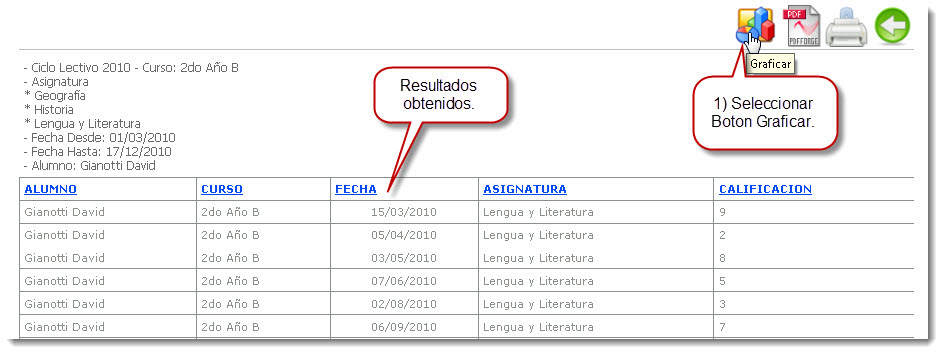 PDF
PDFFORGE
Graficar
- Ciclo Lectivo 2010 - Curso: 2do Año B
- Asignatura
* Geografía
* Historia
* Lengua y Literatura
- Fecha Desde: 01/03/2010
- Fecha Hasta: 17/12/2010
- Alumno: Gianotti David
Resultados
obtenidos.
1) Seleccionar
Boton Graficar.
ALUMNO CURSO FECHA ASIGNATURA CALIFICACION
Gianotti David 2do Año B 15/03/2010 Lengua y Literatura 9
Gianotti David 2do Año B 05/04/2010 Lengua y Literatura 2
Gianotti David 2do Año B 03/05/2010 Lengua y Literatura 8
Gianotti David 2do Año B 07/06/2010 Lengua y Literatura 5
Gianotti David 2do Año B 02/08/2010 Lengua y Literatura 3
Gianotti David 2do Año B 06/09/2010 Lengua y Literatura 7